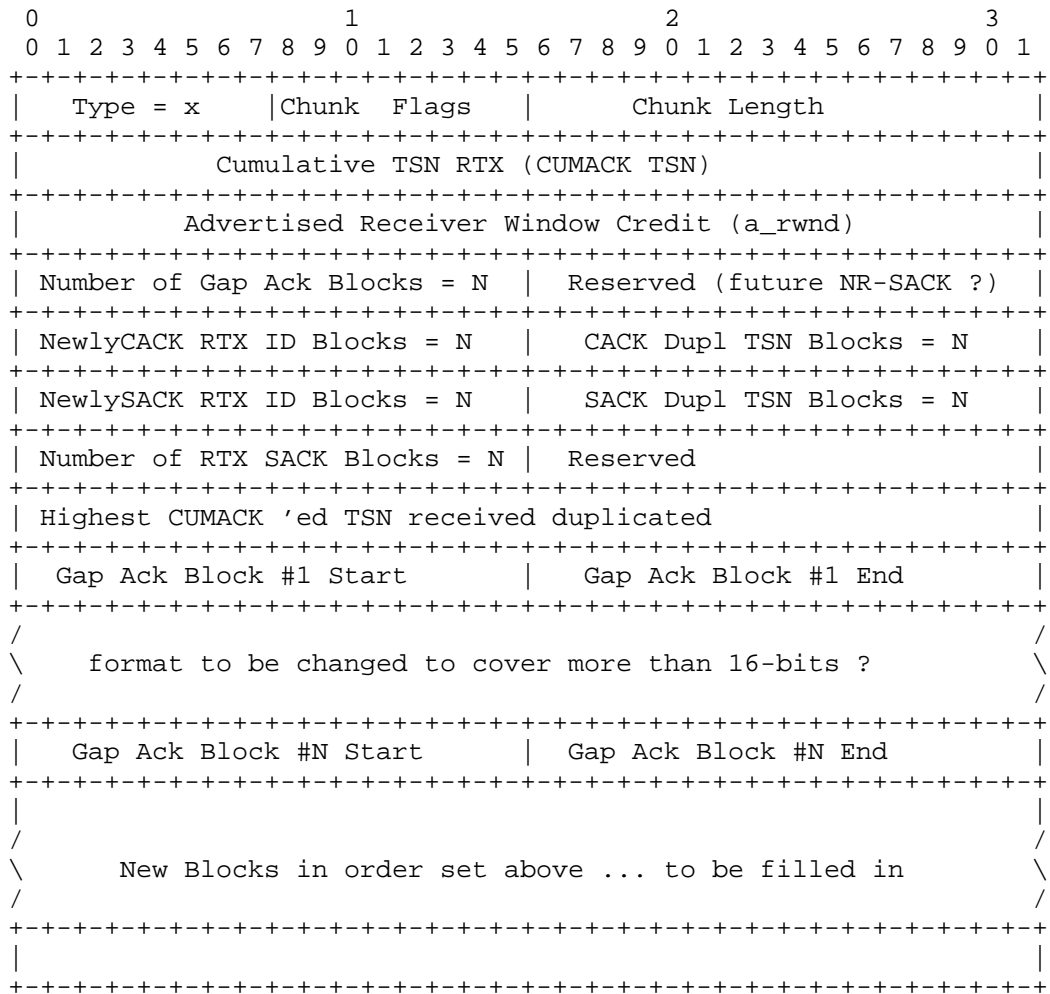 0                   1                   2                   3
 0 1 2 3 4 5 6 7 8 9 0 1 2 3 4 5 6 7 8 9 0 1 2 3 4 5 6 7 8 9 0 1
+-+-+-+-+-+-+-+-+-+-+-+-+-+-+-+-+-+-+-+-+-+-+-+-+-+-+-+-+-+-+-+-+
|   Type = x    |Chunk  Flags   |      Chunk Length             |
+-+-+-+-+-+-+-+-+-+-+-+-+-+-+-+-+-+-+-+-+-+-+-+-+-+-+-+-+-+-+-+-+
|            Cumulative TSN RTX (CUMACK TSN)                    |
+-+-+-+-+-+-+-+-+-+-+-+-+-+-+-+-+-+-+-+-+-+-+-+-+-+-+-+-+-+-+-+-+
|          Advertised Receiver Window Credit (a_rwnd)           |
+-+-+-+-+-+-+-+-+-+-+-+-+-+-+-+-+-+-+-+-+-+-+-+-+-+-+-+-+-+-+-+-+
| Number of Gap Ack Blocks = N  |  Reserved (future NR-SACK ?)  |
+-+-+-+-+-+-+-+-+-+-+-+-+-+-+-+-+-+-+-+-+-+-+-+-+-+-+-+-+-+-+-+-+
| NewlyCACK RTX ID Blocks = N   |   CACK Dupl TSN Blocks = N    |
+-+-+-+-+-+-+-+-+-+-+-+-+-+-+-+-+-+-+-+-+-+-+-+-+-+-+-+-+-+-+-+-+
| NewlySACK RTX ID Blocks = N   |   SACK Dupl TSN Blocks = N    |
+-+-+-+-+-+-+-+-+-+-+-+-+-+-+-+-+-+-+-+-+-+-+-+-+-+-+-+-+-+-+-+-+
| Number of RTX SACK Blocks = N |  Reserved                     |
+-+-+-+-+-+-+-+-+-+-+-+-+-+-+-+-+-+-+-+-+-+-+-+-+-+-+-+-+-+-+-+-+
| Highest CUMACK ’ed TSN received duplicated                    |
+-+-+-+-+-+-+-+-+-+-+-+-+-+-+-+-+-+-+-+-+-+-+-+-+-+-+-+-+-+-+-+-+
|  Gap Ack Block #1 Start       |   Gap Ack Block #1 End        |
+-+-+-+-+-+-+-+-+-+-+-+-+-+-+-+-+-+-+-+-+-+-+-+-+-+-+-+-+-+-+-+-+
/                                                               /
\    format to be changed to cover more than 16-bits ?          \
/                                                               /
+-+-+-+-+-+-+-+-+-+-+-+-+-+-+-+-+-+-+-+-+-+-+-+-+-+-+-+-+-+-+-+-+
|   Gap Ack Block #N Start      |  Gap Ack Block #N End         |
+-+-+-+-+-+-+-+-+-+-+-+-+-+-+-+-+-+-+-+-+-+-+-+-+-+-+-+-+-+-+-+-+
|                                                               |
/                                                               /
\      New Blocks in order set above ... to be filled in        \
/                                                               /
+-+-+-+-+-+-+-+-+-+-+-+-+-+-+-+-+-+-+-+-+-+-+-+-+-+-+-+-+-+-+-+-+
|                                                               |
+-+-+-+-+-+-+-+-+-+-+-+-+-+-+-+-+-+-+-+-+-+-+-+-+-+-+-+-+-+-+-+-+